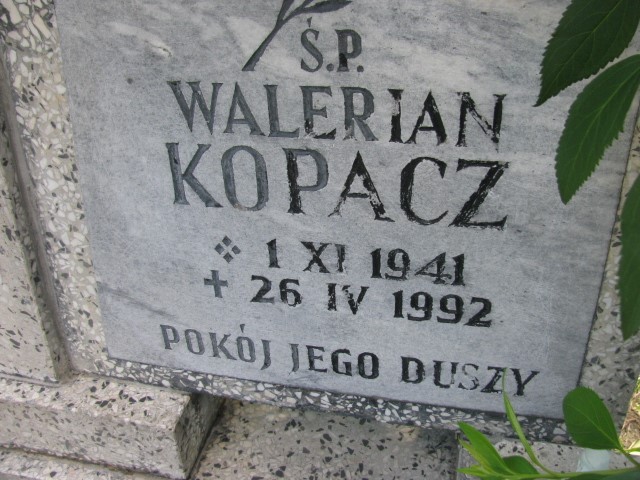 Ś.P.
WALERIAN
KOPACZ
1 XI 1941
26 IV 1992
POKÓJ JEGO DUSZY